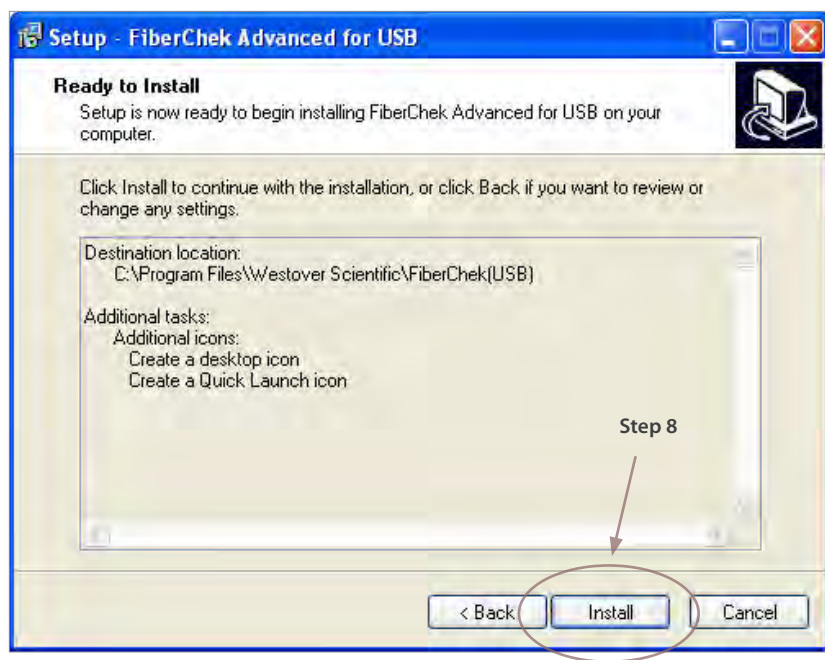 Setup - FiberChek Advanced for USB
Ready to Install
Setup is now ready to begin installing FiberChek Advanced for USB on your
computer.
Click Install to continue with the installation, or click Back if you want to review or
change any settings.
Destination location:
C:\Program Files\Westover Scientific\FiberChek(USB)
Additional tasks:
Additional icons:
Create a desktop icon
Create a Quick Launch icon
Step 8
< Back
Install
Cancel